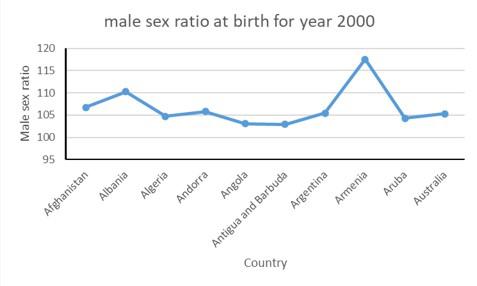 male sex ratio at birth for year 2000
Male sex ratio
120
115
110
105
100
95
Afghanistan
Albania
Algeria
Andorra
Angola
Antigua and Barbuda
Argentina
Armenia
Aruba
Australia
Country